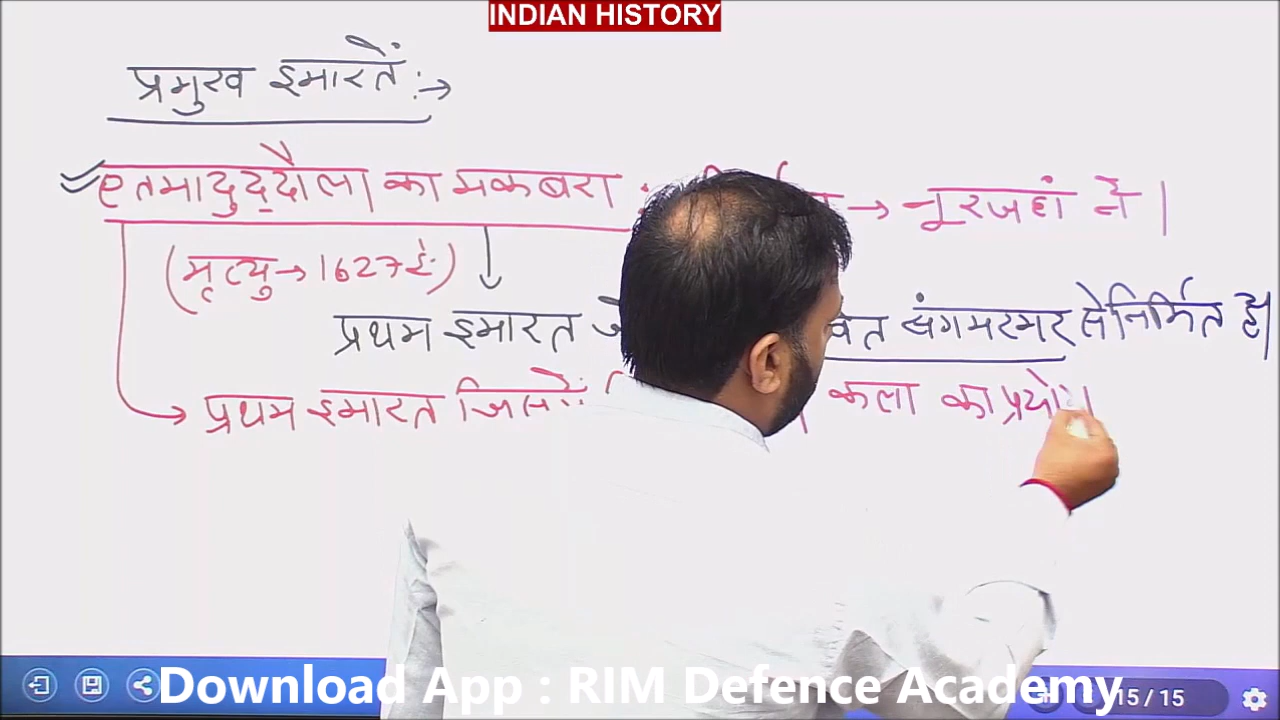 INDIAN HISTORY
प्रमुख इमारतें :→
एतमादुद्दौला का मकबरा : → नूरजहां ने।
(मृत्यु → 1627ई॰)
प्रथम इमारत संगमरमर से निर्मित है।
प्रथम इमारत कला का प्रयो
Download App : RIM Defence Academy
15 / 15